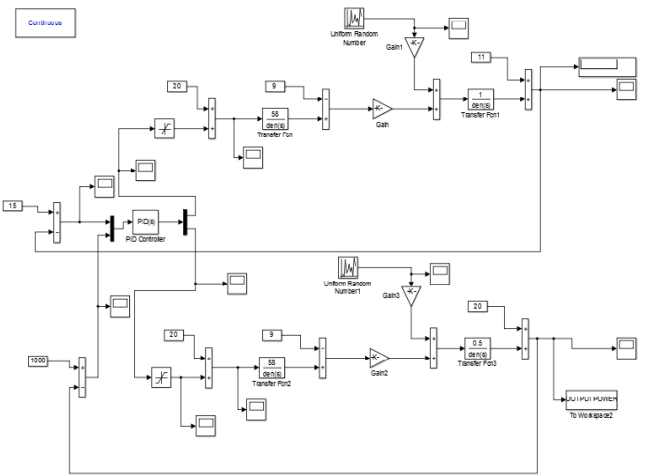 Continuous
Uniform Random
Number
-K-
Gain1
11
20
9
58
den(s)
Transfer Fcn
-K-
Gain
1
den(s)
Transfer Fcn1
15
PID(s)
PID Controller
Uniform Random
Number1
-K-
Gain3
20
1000
20
9
58
den(s)
Transfer Fcn2
-K-
Gain2
0.5
den(s)
Transfer Fcn3
OUTPUT POWER
To Workspace2